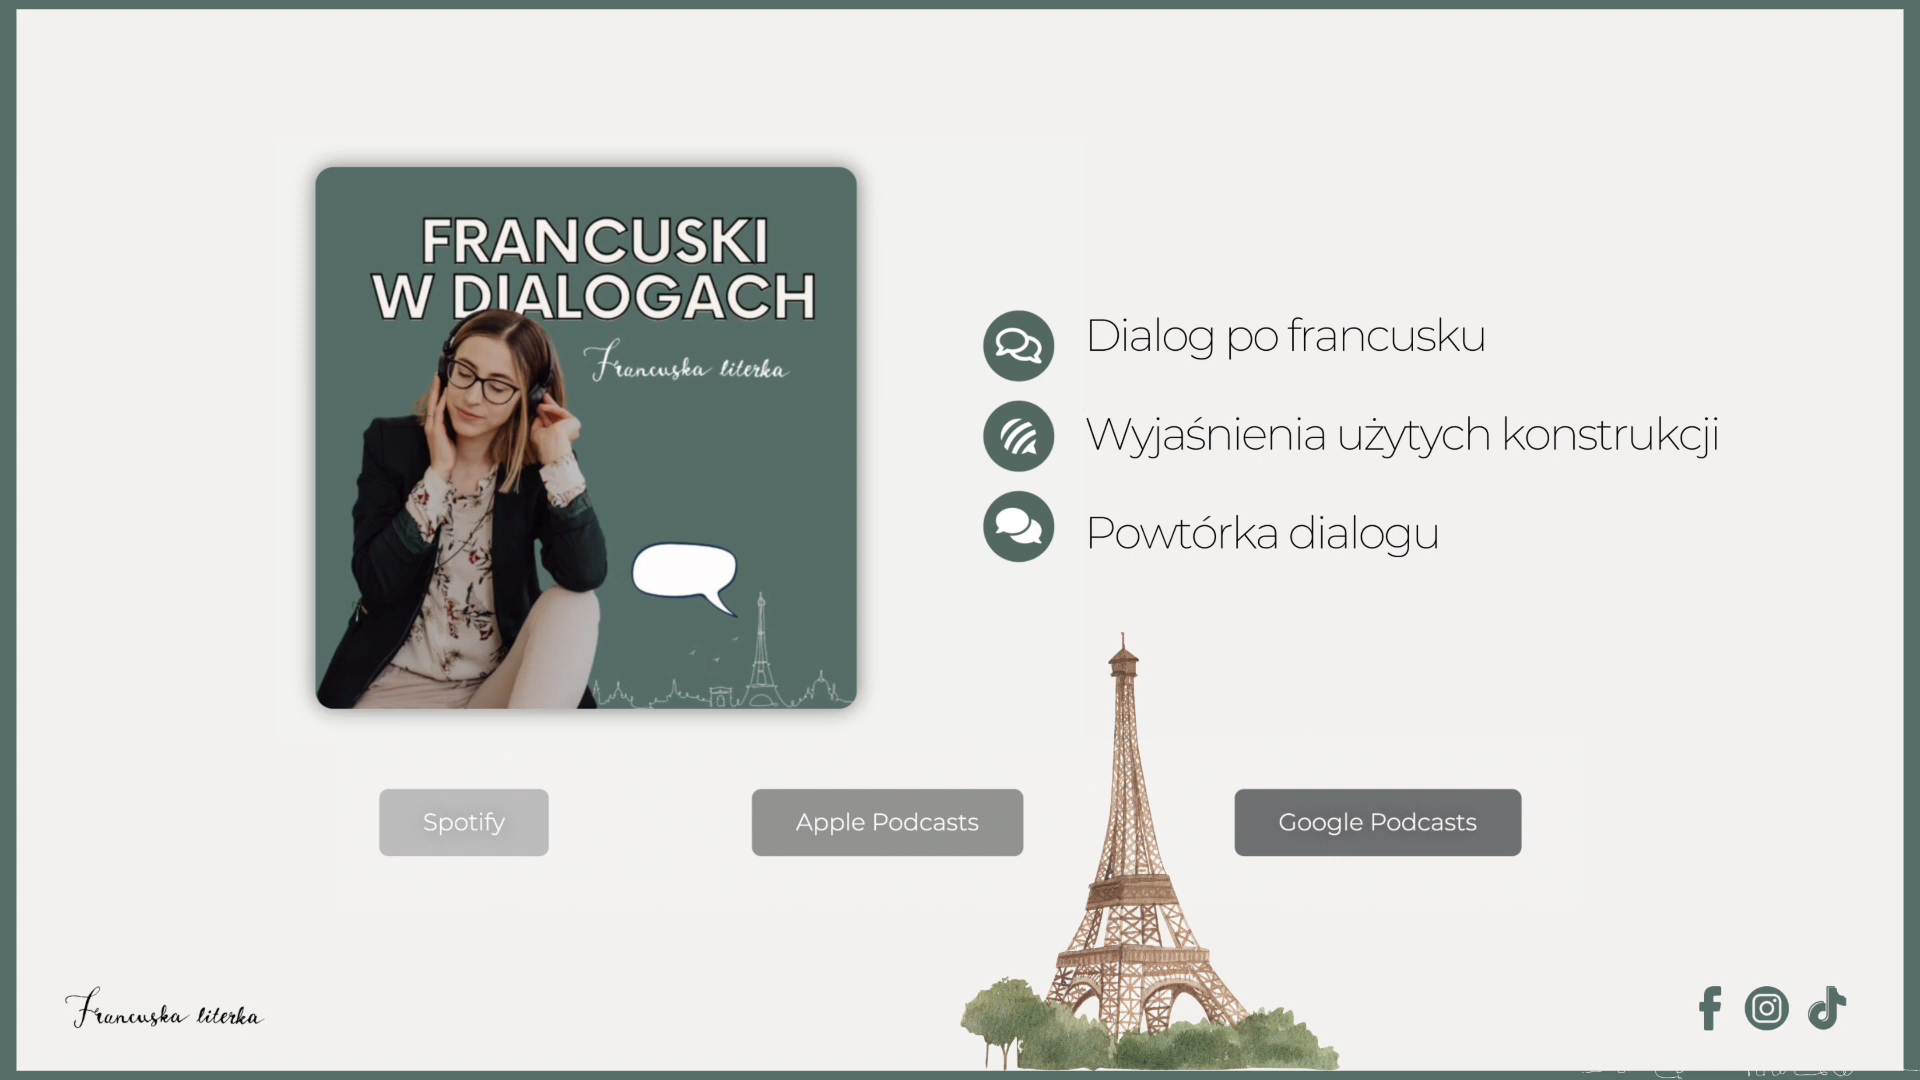 FRANCUSKI
W DIALOGACH
Francuska literka
Dialog po francusku
Wyjaśnienia użytych konstrukcji
Powtórka dialogu
Spotify
Apple Podcasts
Google Podcasts
Francuska literka